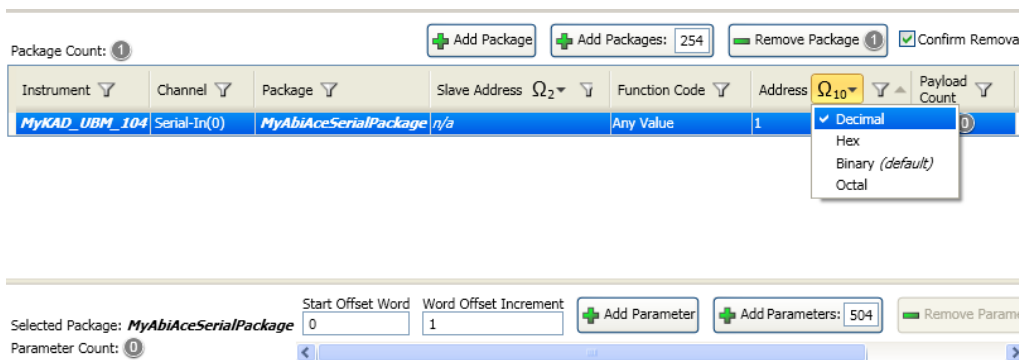 Package Count: 1 Add Package Add Packages: 254 Remove Package 1 Confirm Remova
Instrument Channel Package Slave Address Ω2 Function Code Address Ω10 Payload Count
MyKAD_UBM_104 Serial-In(0) MyAbiAceSerialPackage n/a Any Value 1 0
Decimal
Hex
Binary (default)
Octal
Start Offset Word Word Offset Increment
Selected Package: MyAbiAceSerialPackage 0 1 Add Parameter Add Parameters: 504 Remove Parame
Parameter Count: 0